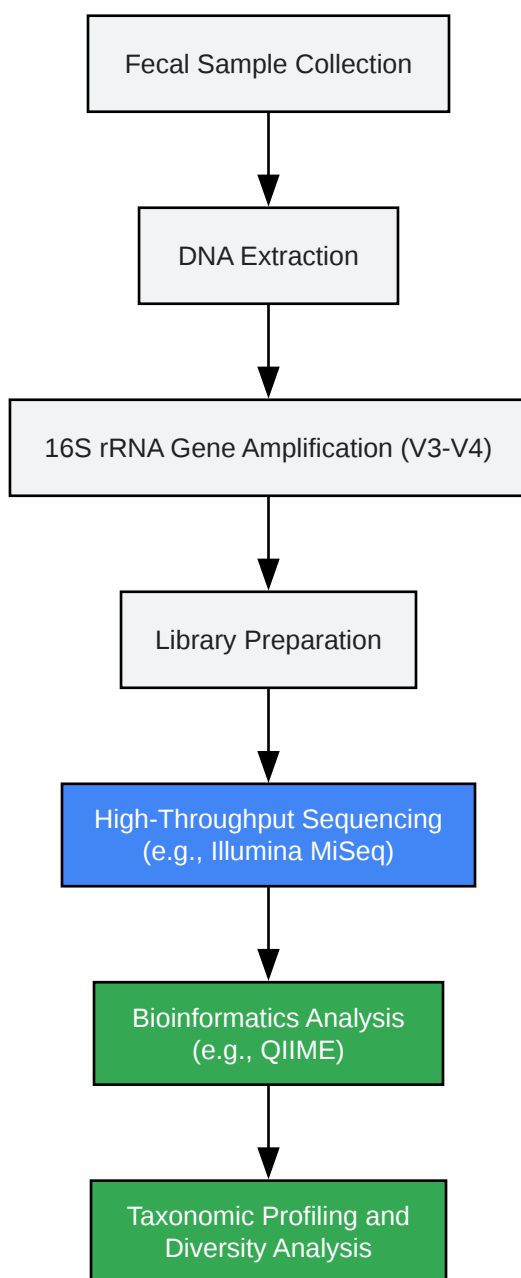 Fecal Sample Collection
DNA Extraction
16S rRNA Gene Amplification (V3-V4)
Library Preparation
High-Throughput Sequencing
(e.g., Illumina MiSeq)
Bioinformatics Analysis
(e.g., QIIME)
Taxonomic Profiling and
Diversity Analysis